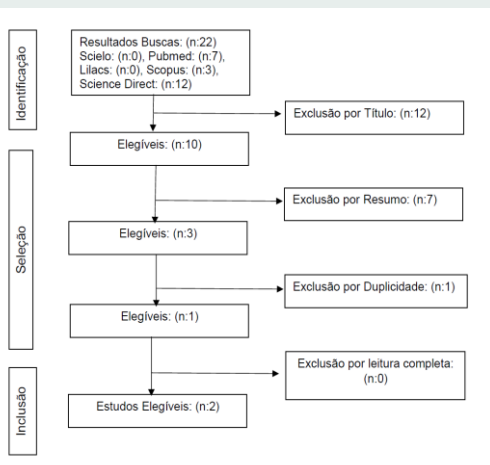 Identificação
Resultados Buscas: (n:22)
Scielo: (n:0), Pubmed: (n:7),
Lilacs: (n:0), Scopus: (n:3),
Science Direct: (n:12)
Exclusão por Título: (n:12)
Seleção
Elegíveis: (n:10)
Exclusão por Resumo: (n:7)
Elegíveis: (n:3)
Exclusão por Duplicidade: (n:1)
Elegíveis: (n:1)
Exclusão por leitura completa:
(n:0)
Inclusão
Estudos Elegíveis: (n:2)